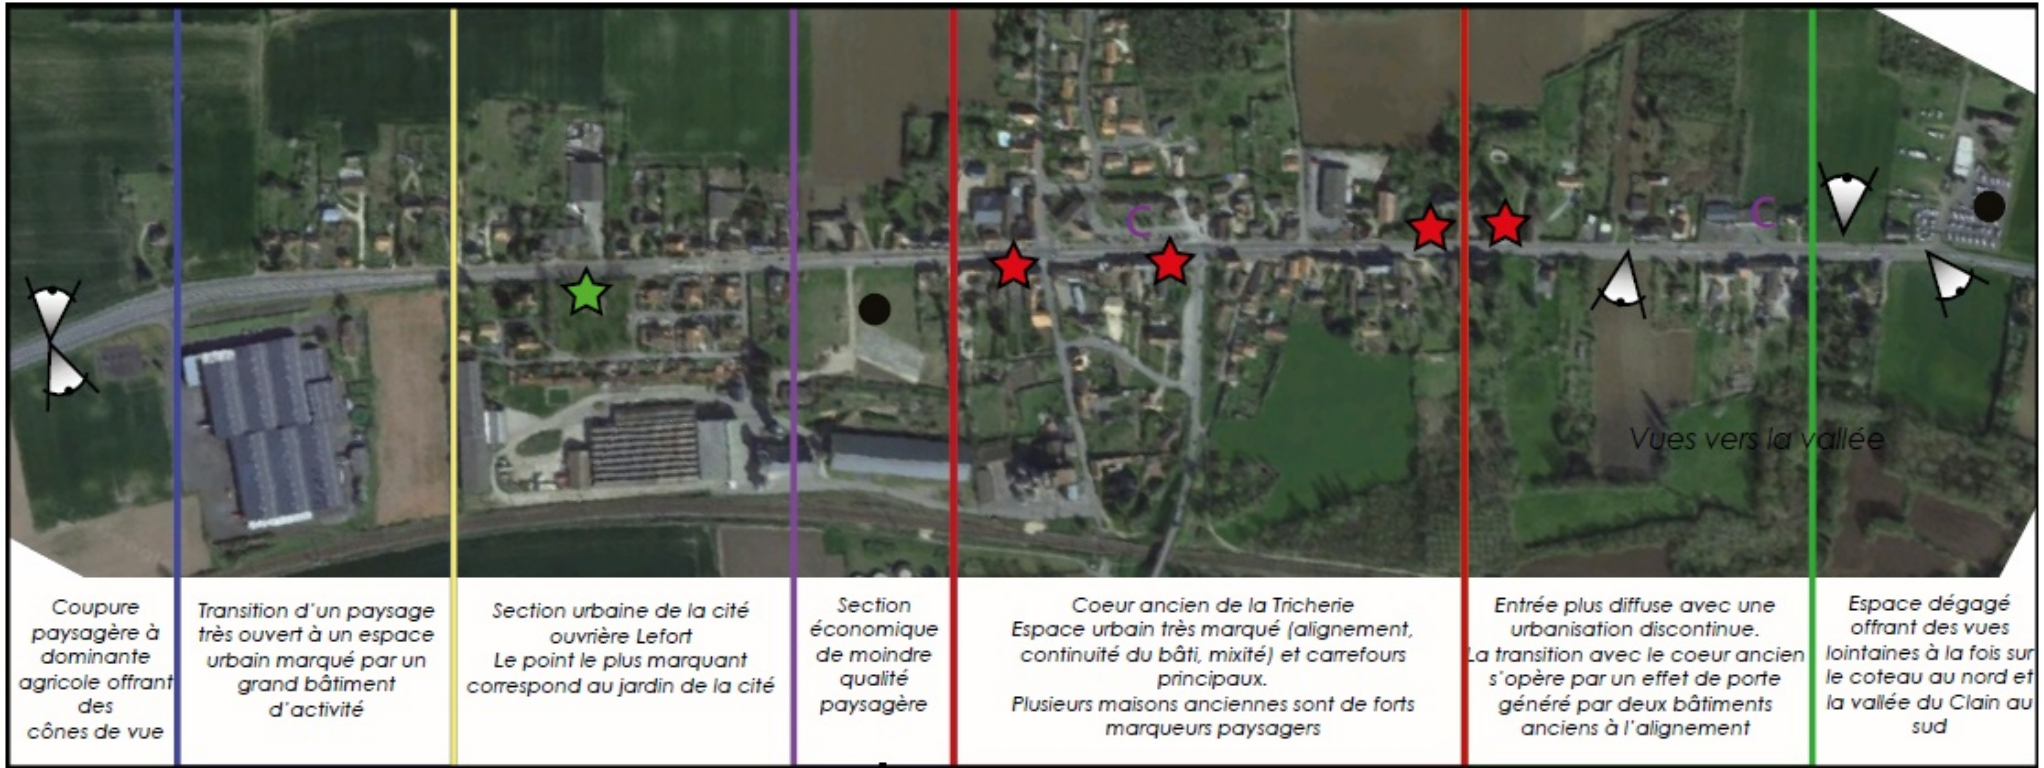 Vues vers la vallée
Coupure
paysagère à
dominante
agricole offrant
des
cônes de vue
Transition d'un paysage
très ouvert à un espace
urbain marqué par un
grand bâtiment
d'activité
Section urbaine de la cité
ouvrière Lefort
Le point le plus marquant
correspond au jardin de la cité
Section
économique
de moindre
qualité
paysagère
Coeur ancien de la Tricherie
Espace urbain très marqué (alignement,
continuité du bâti, mixité) et carrefours
principaux.
Plusieurs maisons anciennes sont de forts
marqueurs paysagers
Entrée plus diffuse avec une
urbanisation discontinue.
La transition avec le coeur ancien
s'opère par un effet de porte
généré par deux bâtiments
anciens à l'alignement
Espace dégagé
offrant des vues
lointaines à la fois sur
le coteau au nord et
la vallée du Clain au
sud